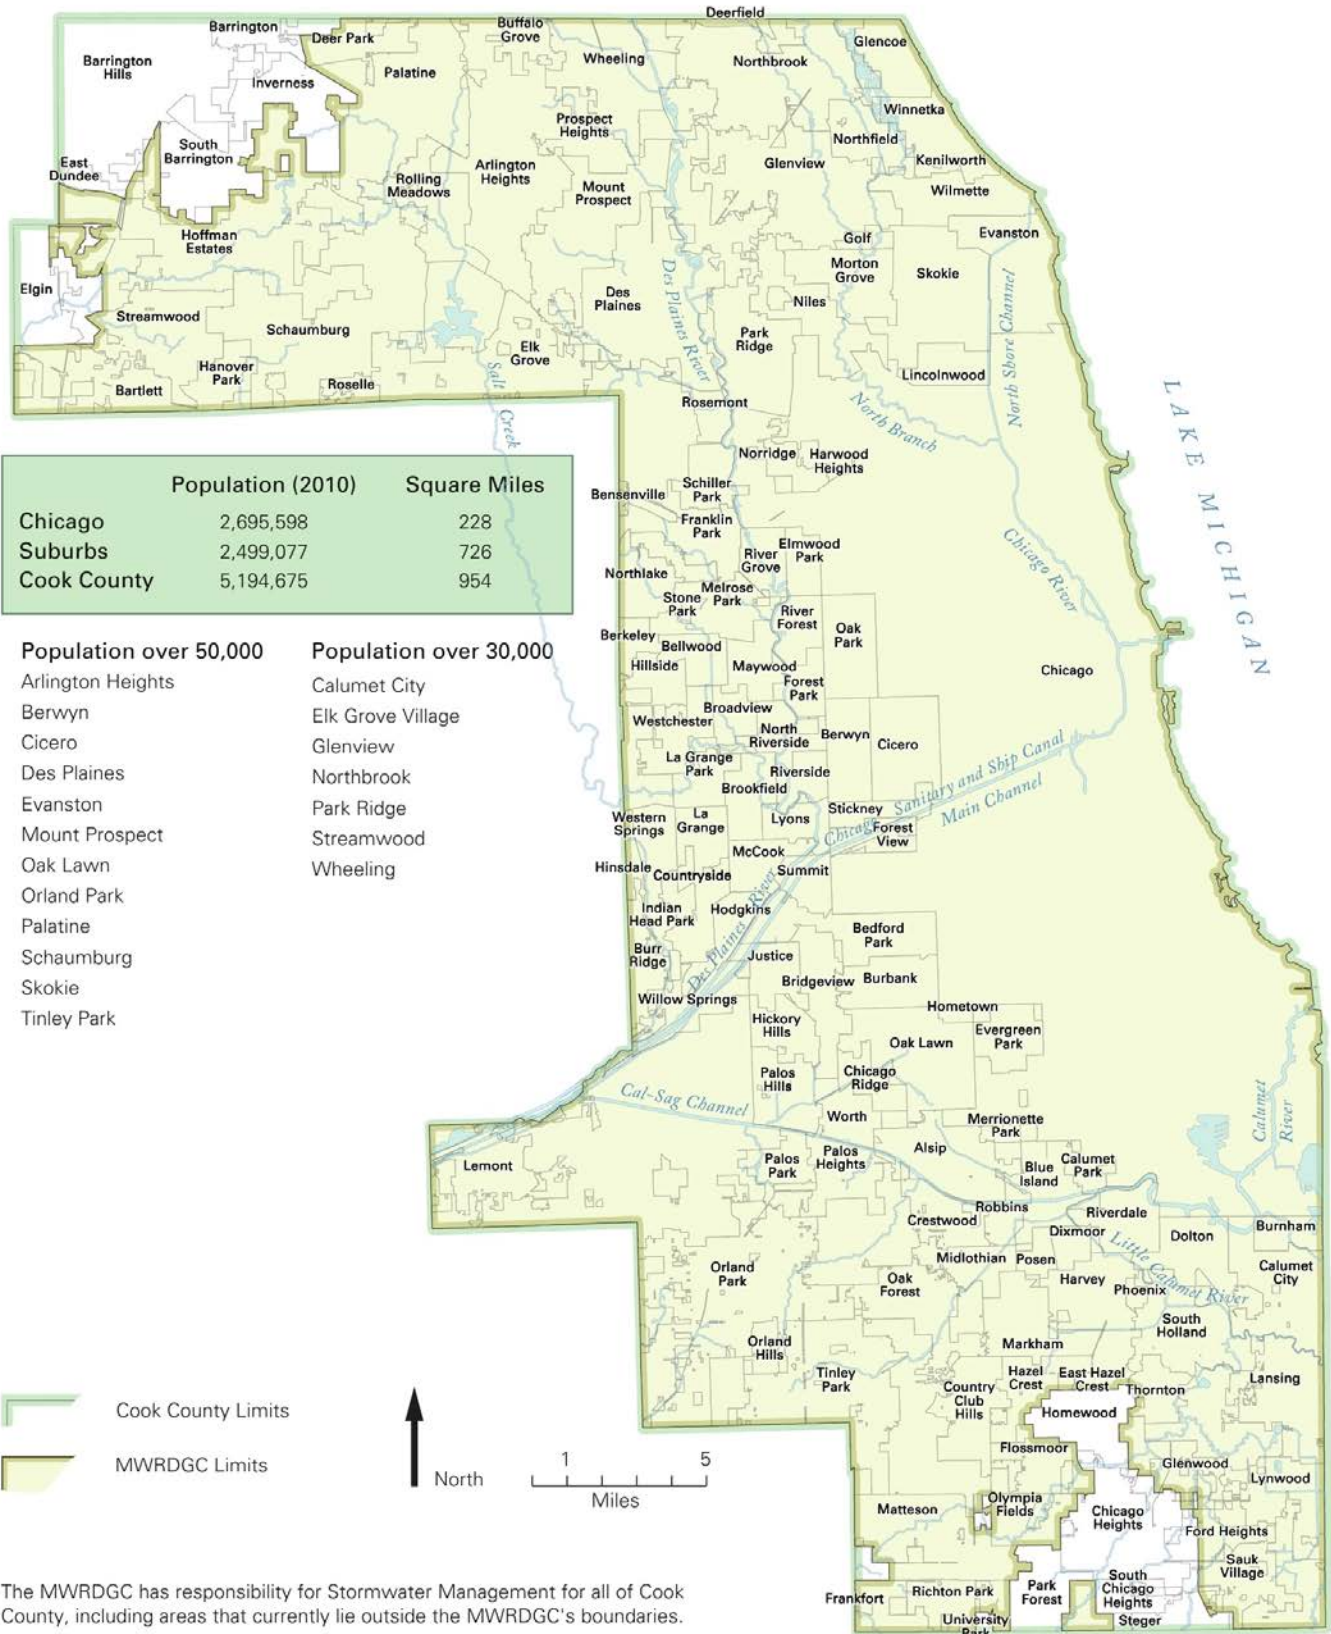 Deerfield
Barrington
Buffalo
Grove
Deer Park
Glencoe
Barrington
Hills
Wheeling
Northbrook
Palatine
Inverness
Winnetka
Prospect
Heights
Northfield
South
Barrington
Kenilworth
East
Dundee
Arlington
Heights
Glenview
Rolling
Meadows
Mount
Prospect
Wilmette
Hoffman
Estates
Golf
Evanston
Morton
Grove
Skokie
Elgin
Des
Plaines
Des Plaines River
Niles
North Shore Channel
Streamwood
Schaumburg
Park
Ridge
Elk
Grove
Hanover
Park
Lincolnwood
Bartlett
Roselle
Salt Creek
Rosemont
North Branch
LAKE MICHIGAN
Norridge
Harwood
Heights
Population (2010) Square Miles
Chicago 2,695,598 228
Suburbs 2,499,077 726
Cook County 5,194,675 954
Bensenville
Schiller
Park
Franklin
Park
Elmwood
Park
River
Grove
Chicago River
Northlake
Melrose
Park
Stone
Park
River
Forest
Oak
Park
Berkeley
Bellwood
Hillside
Maywood
Chicago
Forest
Park
Broadview
Westchester
North
Riverside
Berwyn
Cicero
La Grange
Park
Riverside
Brookfield
Chicago Sanitary and Ship Canal
Main Channel
Western
Springs
La
Grange
Lyons
Stickney
Forest
View
McCook
Hinsdale
Countryside
Summit
Indian
Head Park
Hodgkins
Des Plaines River
Bedford
Park
Burr
Ridge
Justice
Bridgeview
Burbank
Willow Springs
Hometown
Hickory
Hills
Evergreen
Park
Oak Lawn
Palos
Hills
Chicago
Ridge
Cal-Sag Channel
Worth
Merrionette
Park
Calumet
River
Lemont
Palos
Park
Palos
Heights
Alsip
Blue
Island
Calumet
Park
Robbins
Crestwood
Riverdale
Dixmoor
Dolton
Burnham
Midlothian
Posen
Little Calumet River
Orland
Park
Oak
Forest
Harvey
Phoenix
Calumet
City
South
Holland
Orland
Hills
Markham
Tinley
Park
Hazel
Crest
East Hazel
Crest
Thornton
Lansing
Country
Club
Hills
Homewood
Flossmoor
Glenwood
Lynwood
Matteson
Olympia
Fields
Chicago
Heights
Ford Heights
Sauk
Village
Frankfort
Richton Park
Park
Forest
South
Chicago
Heights
University
Park
Steger
Population over 50,000
Arlington Heights
Berwyn
Cicero
Des Plaines
Evanston
Mount Prospect
Oak Lawn
Orland Park
Palatine
Schaumburg
Skokie
Tinley Park
Population over 30,000
Calumet City
Elk Grove Village
Glenview
Northbrook
Park Ridge
Streamwood
Wheeling
Cook County Limits
MWRDGC Limits
North
1 5
Miles
The MWRDGC has responsibility for Stormwater Management for all of Cook
County, including areas that currently lie outside the MWRDGC's boundaries.